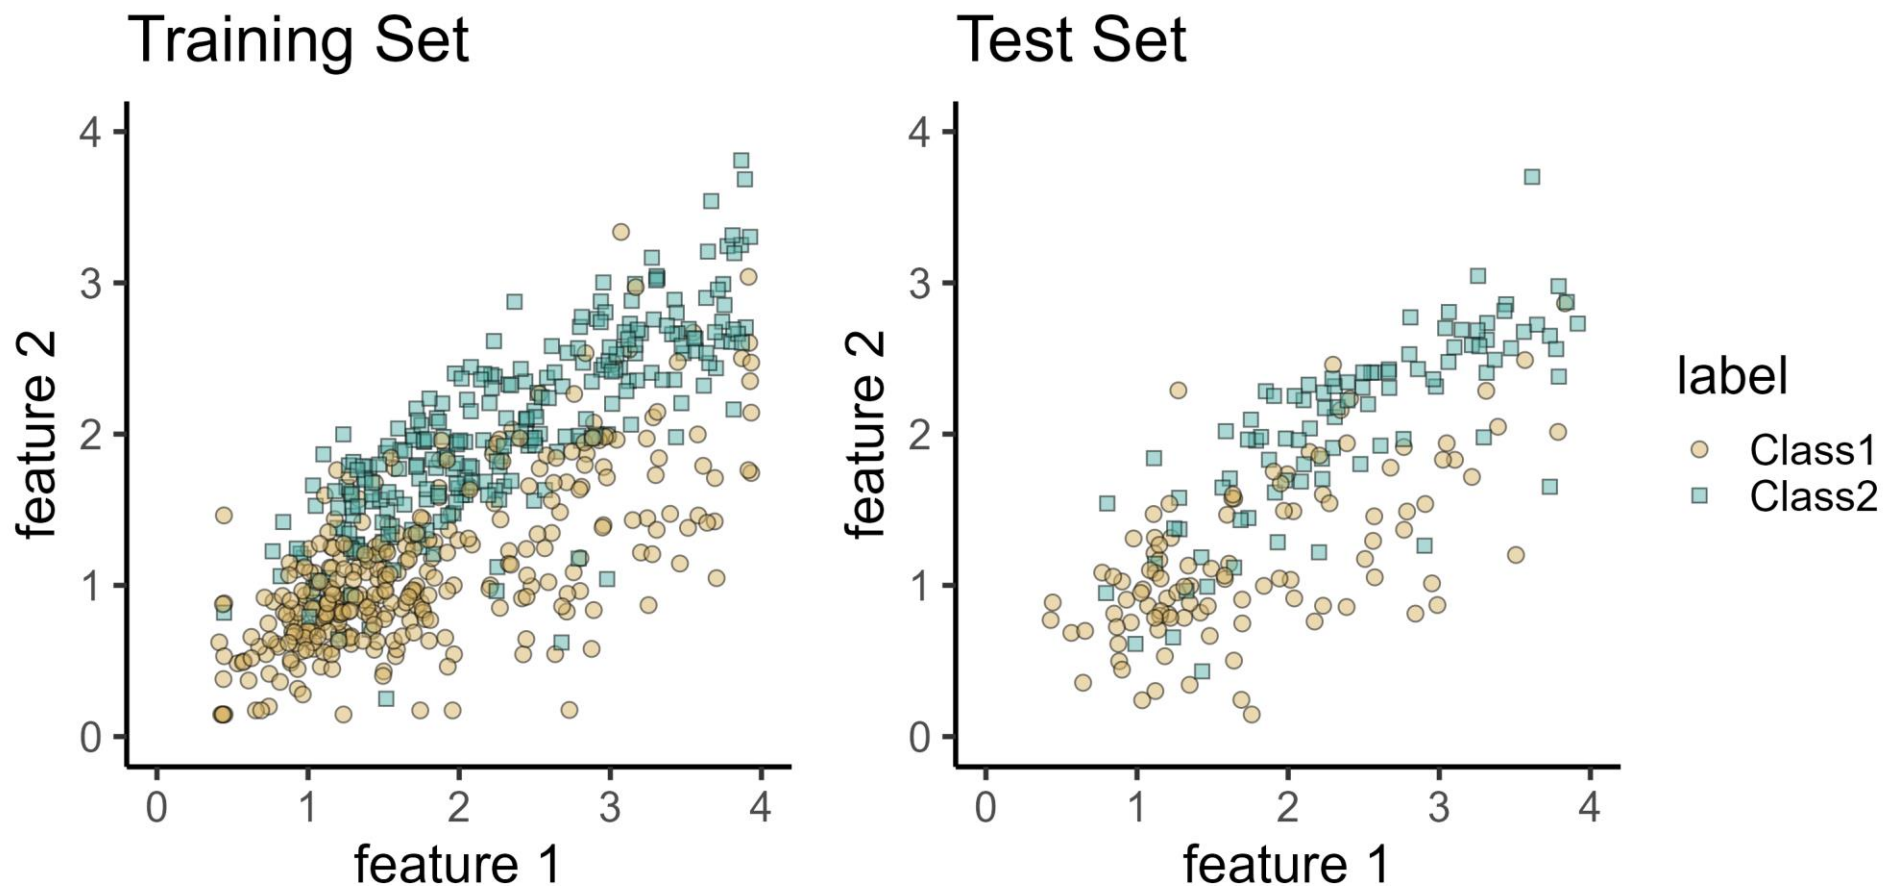 Training Set
4
3
2
1
0
feature 2
0 1 2 3 4
feature 1
Test Set
4
3
2
1
0
feature 2
0 1 2 3 4
feature 1
label
Class1
Class2